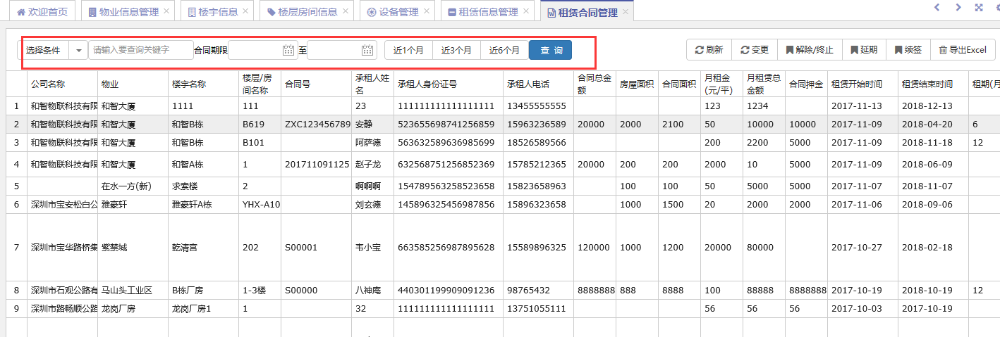 欢迎首页 物业信息管理 楼宇信息 楼层房间信息 设备管理 租赁信息管理 租赁合同管理
选择条件 请输入要查询关键字 合同期限 至 近1个月 近3个月 近6个月 查 询 刷新 变更 解除/终止 延期 续签 导出Excel
公司名称 物业 楼宇名称 楼层/房间名称 合同号 承租人姓名 承租人身份证号 承租人电话 合同总金额 房屋面积 合同面积 月租金(元/平) 月租赁总金额 合同押金 租赁开始时间 租赁结束时间 租期(月
1 和智物联科技有限 和智大厦 1111 111 23 111111111111111111 13455555555 123 1234 2017-11-13 2018-12-13
2 和智物联科技有限 和智大厦 和智B栋 B619 ZXC123456789 安静 523655698741256859 15963236589 20000 2000 2100 50 10000 10000 2017-11-09 2018-04-20 6
3 和智物联科技有限 和智大厦 和智B栋 B101 阿萨德 563632589636985699 18526589566 200 2200 5000 2017-11-09 2018-11-18 12
4 和智物联科技有限 和智大厦 和智A栋 1 201711091125 赵子龙 632568751256852369 15785212365 20000 200 200 2000 10 5000 2017-11-09 2018-06-09
5 在水一方(新) 求索楼 2 啊啊啊 154789563258523658 15823658963 100 100 50 5000 5000 2017-11-07 2018-11-07
6 深圳市宝安松白公 雅豪轩 雅豪轩A栋 YHX-A10 刘玄德 145896325456987856 15896323658 1000 1500 20 2000 2000 2017-11-06 2018-09-06
7 深圳市宝华路桥集 紫禁城 乾清宫 202 S00001 韦小宝 663585256987895628 15589896325 120000 1000 1200 20000 80000 2017-10-27 2018-02-18
8 深圳市石观公路有 马山头工业区 B栋厂房 1-3楼 S00000 八神庵 440301199909091236 98765432 8888888 888 8888 100 88888 8888888 2017-10-19 2018-10-19 12
9 深圳市路畅顺公路 龙岗厂房 龙岗厂房1 1 32 111111111111111111 13751055111 56 56 56 2017-10-03 2017-10-19